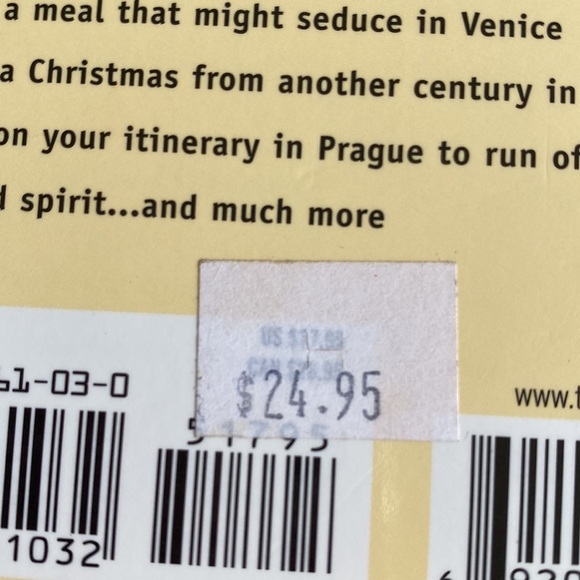 a meal that might seduce in Venice
a Christmas from another century in
on your itinerary in Prague to run of
d spirit...and much more
US $17.95
$24.95
61-03-0
51795
www.
1032